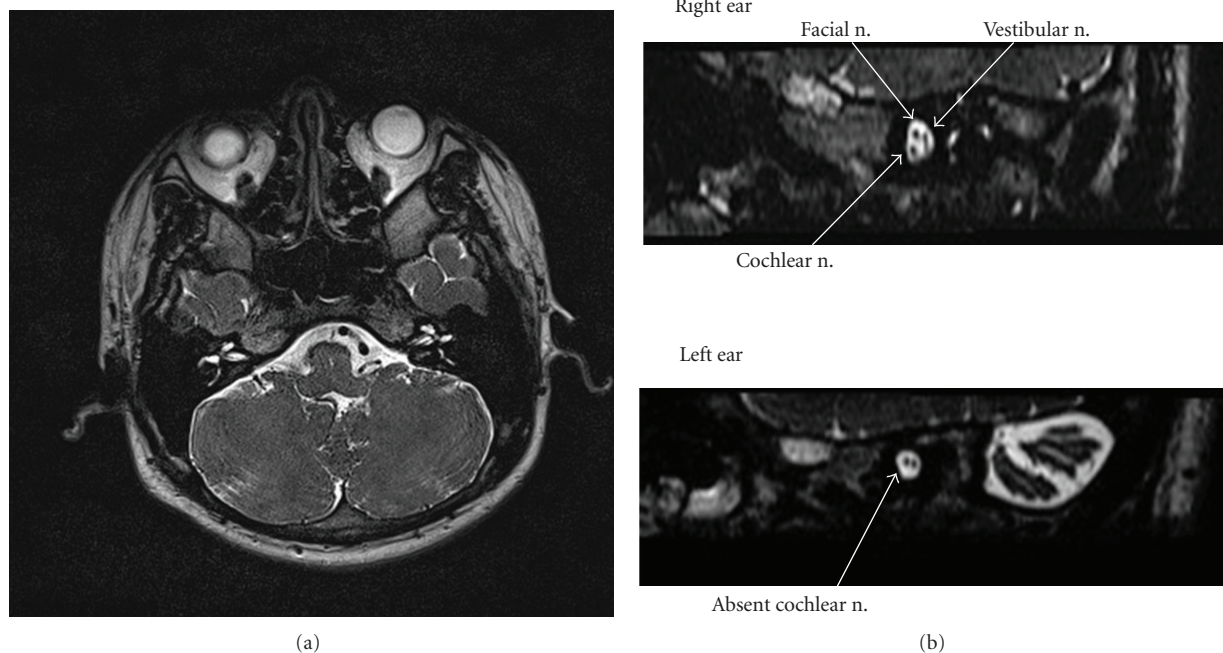 Right ear
Facial n.
Vestibular n.
Cochlear n.
Left ear
Absent cochlear n.
(a)
(b)